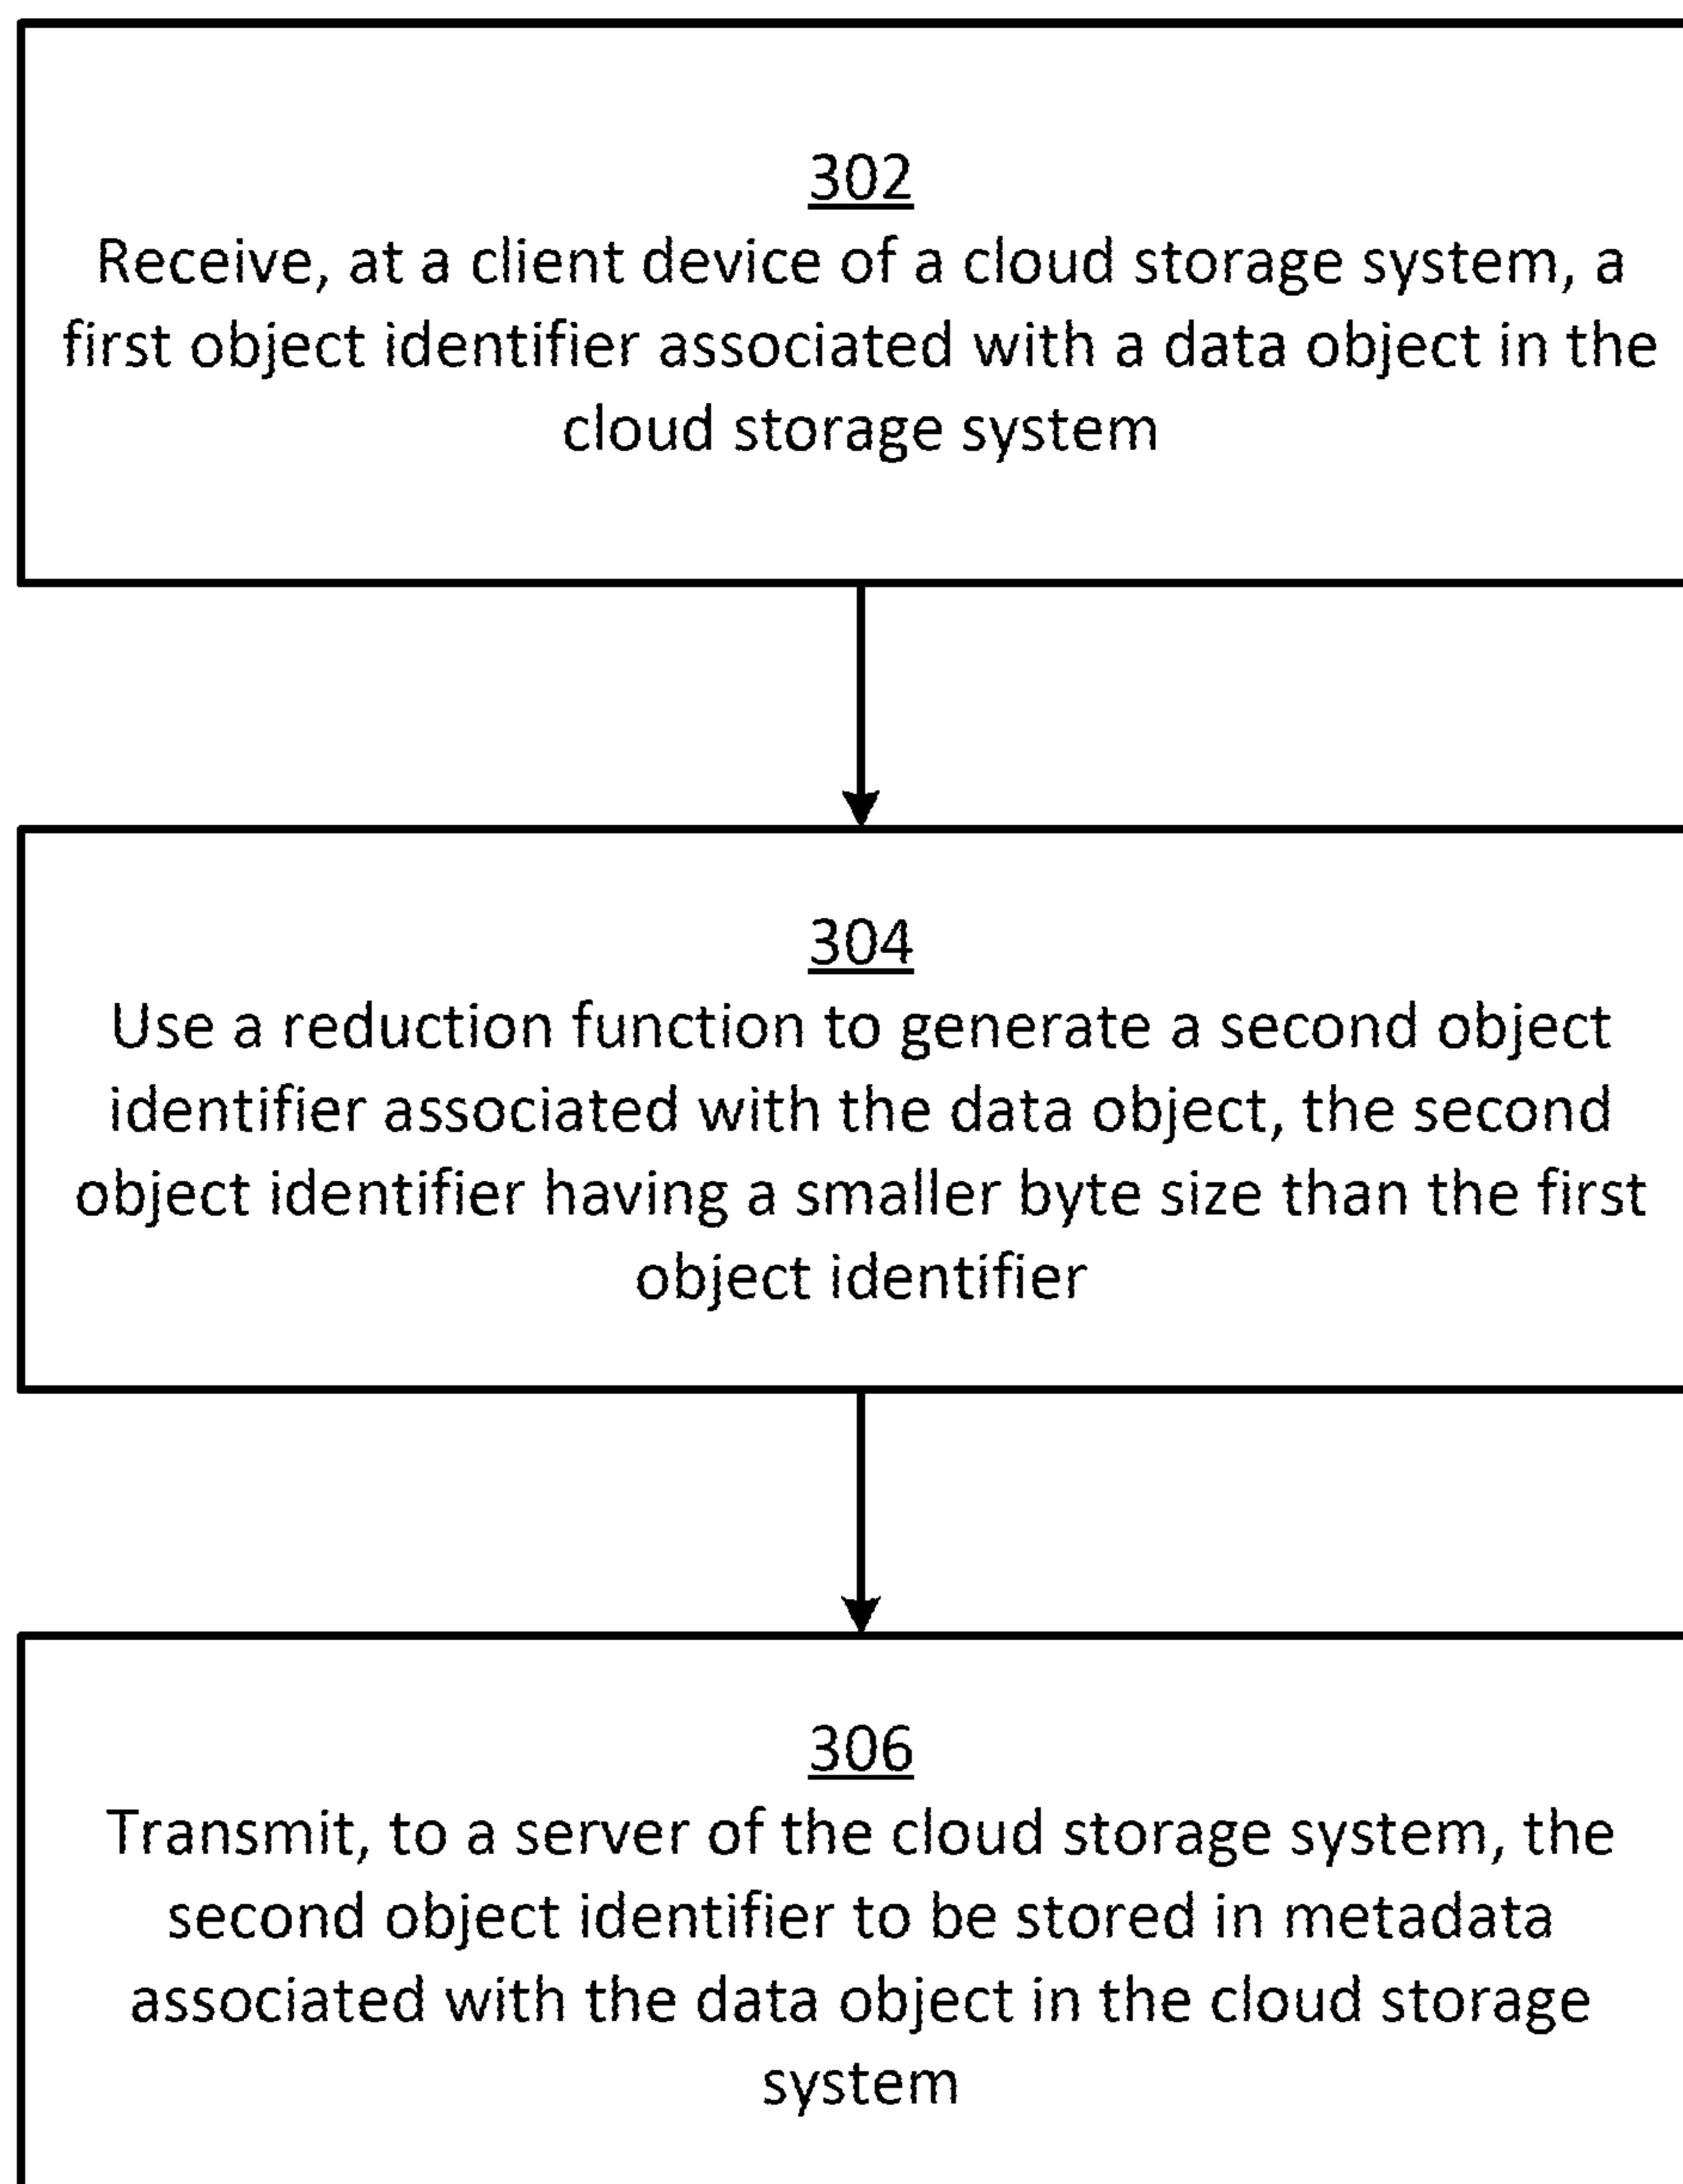 302
Receive, at a client device of a cloud storage system, a
first object identifier associated with a data object in the
cloud storage system
304
Use a reduction function to generate a second object
identifier associated with the data object, the second
object identifier having a smaller byte size than the first
object identifier
306
Transmit, to a server of the cloud storage system, the
second object identifier to be stored in metadata
associated with the data object in the cloud storage
system